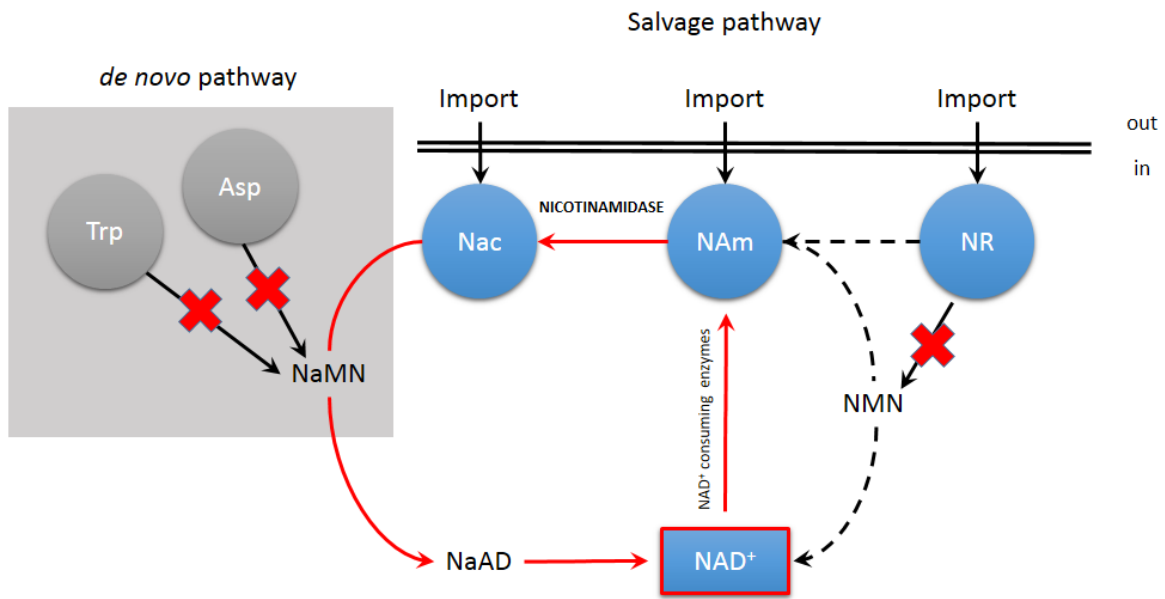 Salvage pathway
de novo pathway
Import
Import
Import
out
in
Asp
Trp
NICOTINAMIDASE
Nac
NAm
NR
NaMN
NMN
NAD⁺ consuming enzymes
NaAD
NAD⁺